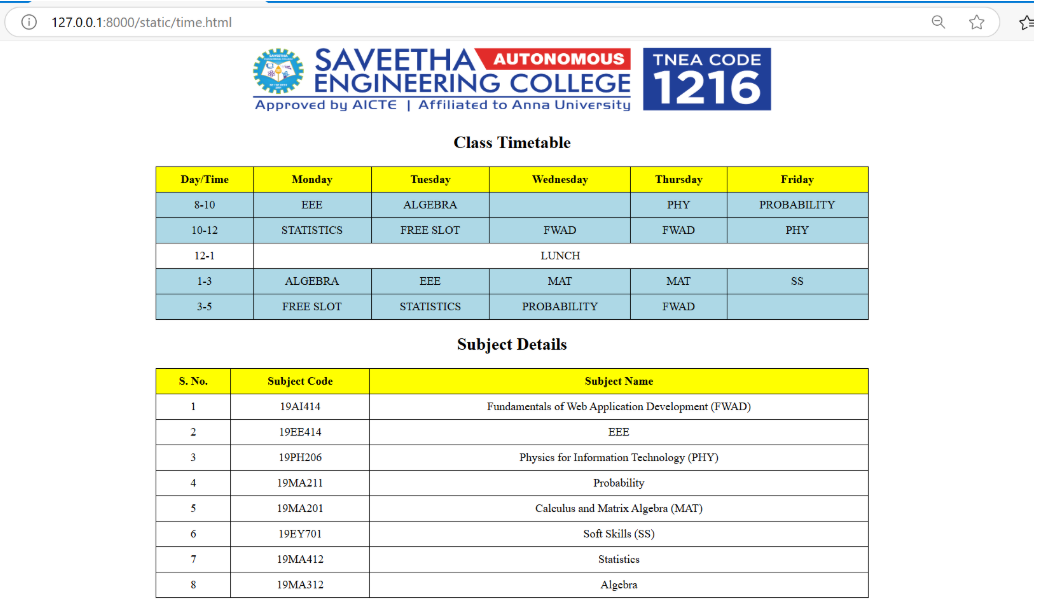 127.0.0.1:8000/static/time.html
SAVEETHA AUTONOMOUS
ENGINEERING COLLEGE
Approved by AICTE | Affiliated to Anna University
TNEA CODE
1216
Class Timetable
Day/Time Monday Tuesday Wednesday Thursday Friday
8-10 EEE ALGEBRA PHY PROBABILITY
10-12 STATISTICS FREE SLOT FWAD FWAD PHY
12-1 LUNCH
1-3 ALGEBRA EEE MAT MAT SS
3-5 FREE SLOT STATISTICS PROBABILITY FWAD
Subject Details
S. No. Subject Code Subject Name
1 19AI414 Fundamentals of Web Application Development (FWAD)
2 19EE414 EEE
3 19PH206 Physics for Information Technology (PHY)
4 19MA211 Probability
5 19MA201 Calculus and Matrix Algebra (MAT)
6 19EY701 Soft Skills (SS)
7 19MA412 Statistics
8 19MA312 Algebra